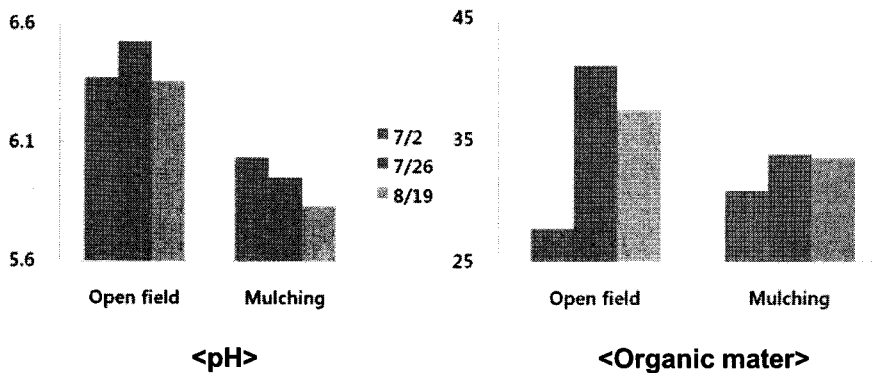 6.6
6.1
5.6
Open field Mulching
<pH>
7/2
7/26
8/19
45
35
25
Open field Mulching
<Organic mater>